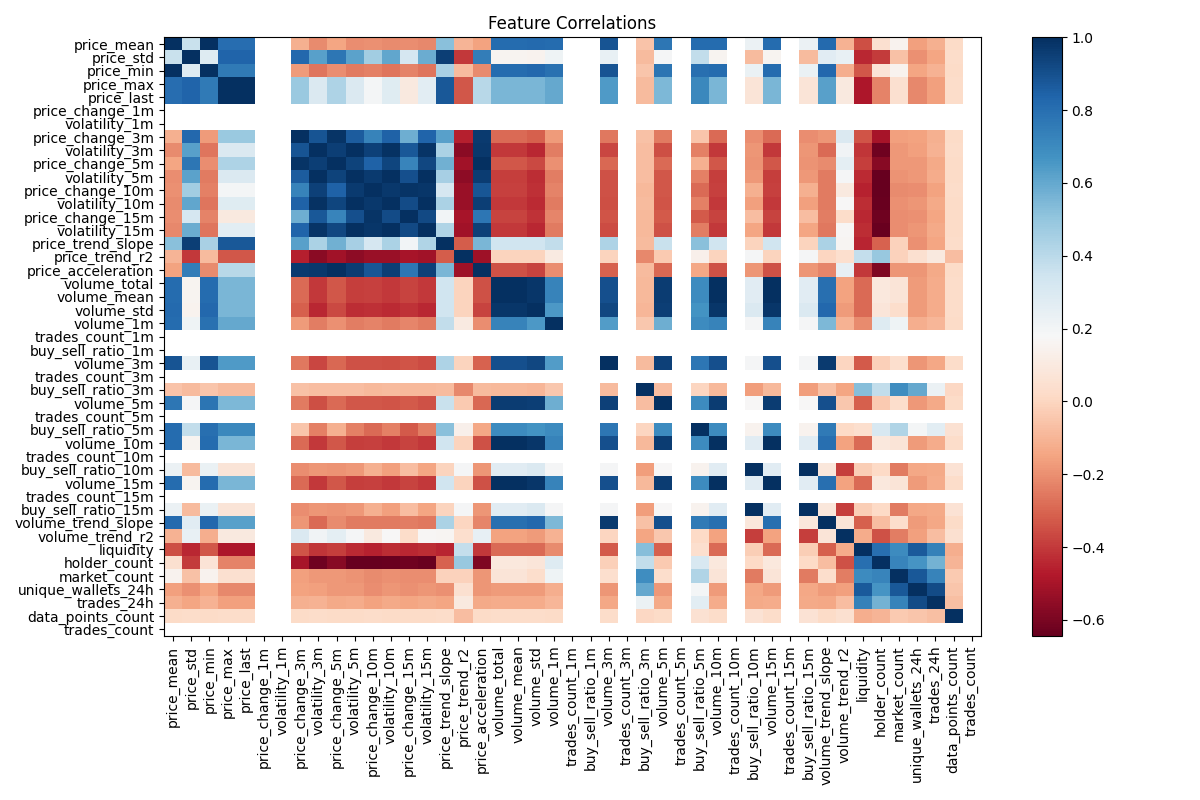 Feature Correlations
price_mean
price_std
price_min
price_max
price_last
price_change_1m
volatility_1m
price_change_3m
volatility_3m
price_change_5m
volatility_5m
price_change_10m
volatility_10m
price_change_15m
volatility_15m
price_trend_slope
price_trend_r2
price_acceleration
volume_total
volume_mean
volume_std
volume_1m
trades_count_1m
buy_sell_ratio_1m
volume_3m
trades_count_3m
buy_sell_ratio_3m
volume_5m
trades_count_5m
buy_sell_ratio_5m
volume_10m
trades_count_10m
buy_sell_ratio_10m
volume_15m
trades_count_15m
buy_sell_ratio_15m
volume_trend_slope
volume_trend_r2
liquidity
holder_count
market_count
unique_wallets_24h
trades_24h
data_points_count
trades_count
price_mean
price_std
price_min
price_max
price_last
price_change_1m
volatility_1m
price_change_3m
volatility_3m
price_change_5m
volatility_5m
price_change_10m
volatility_10m
price_change_15m
volatility_15m
price_trend_slope
price_trend_r2
price_acceleration
volume_total
volume_mean
volume_std
volume_1m
trades_count_1m
buy_sell_ratio_1m
volume_3m
trades_count_3m
buy_sell_ratio_3m
volume_5m
trades_count_5m
buy_sell_ratio_5m
volume_10m
trades_count_10m
buy_sell_ratio_10m
volume_15m
trades_count_15m
buy_sell_ratio_15m
volume_trend_slope
volume_trend_r2
liquidity
holder_count
market_count
unique_wallets_24h
trades_24h
data_points_count
trades_count
1.0
0.8
0.6
0.4
0.2
0.0
−0.2
−0.4
−0.6